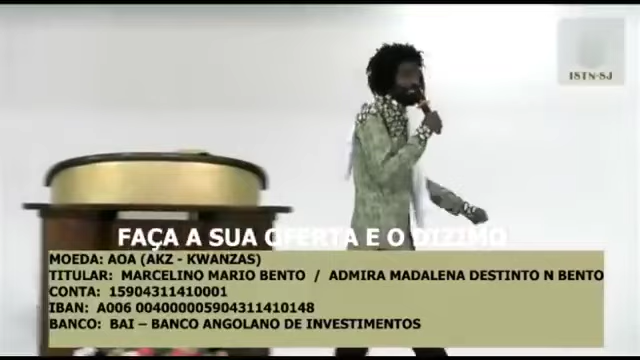 ISTN-SJ
FAÇA A SUA OFERTA E O DIZIMO
MOEDA: AOA (AKZ - KWANZAS)
TITULAR: MARCELINO MARIO BENTO / ADMIRA MADALENA DESTINTO N BENTO
CONTA: 15904311410001
IBAN: A006 004000005904311410148
BANCO: BAI – BANCO ANGOLANO DE INVESTIMENTOS